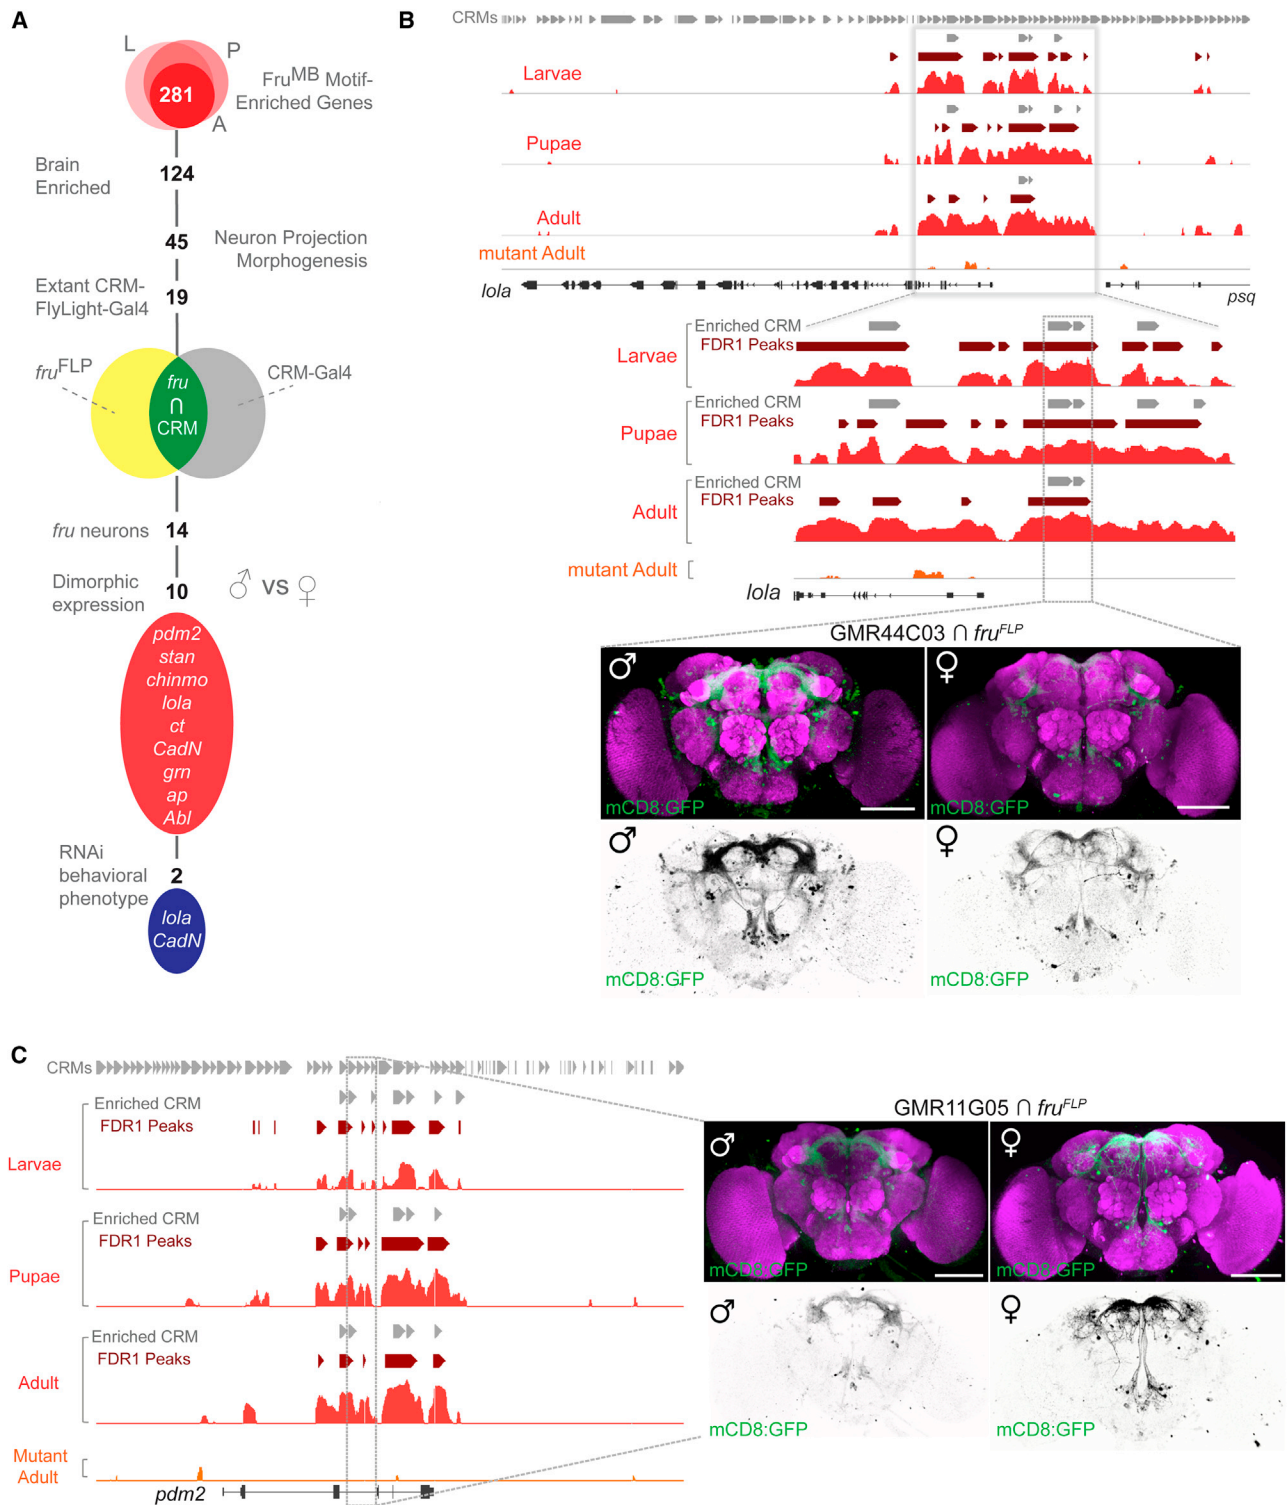 A
L
P
281
A
Fru^MB Motif-
Enriched Genes
Brain
Enriched
124
45
Neuron Projection
Morphogenesis
Extant CRM-
FlyLight-Gal4
19
fru^FLP
fru
∩
CRM
CRM-Gal4
fru neurons
14
Dimorphic
expression
10
♂ vs ♀
pdm2
stan
chinmo
lola
ct
CadN
grn
ap
Abl
RNAi
behavioral
phenotype
2
lola
CadN
B
CRMs
Larvae
Pupae
Adult
mutant Adult
lola
psq
Enriched CRM
FDR1 Peaks
Larvae
Enriched CRM
FDR1 Peaks
Pupae
Enriched CRM
FDR1 Peaks
Adult
mutant Adult
lola
GMR44C03 ∩ fru^FLP
♂
♀
mCD8:GFP
mCD8:GFP
♂
♀
mCD8:GFP
mCD8:GFP
C
CRMs
Enriched CRM
FDR1 Peaks
Larvae
Enriched CRM
FDR1 Peaks
Pupae
Enriched CRM
FDR1 Peaks
Adult
Mutant
Adult
pdm2
GMR11G05 ∩ fru^FLP
♂
♀
mCD8:GFP
mCD8:GFP
♂
♀
mCD8:GFP
mCD8:GFP